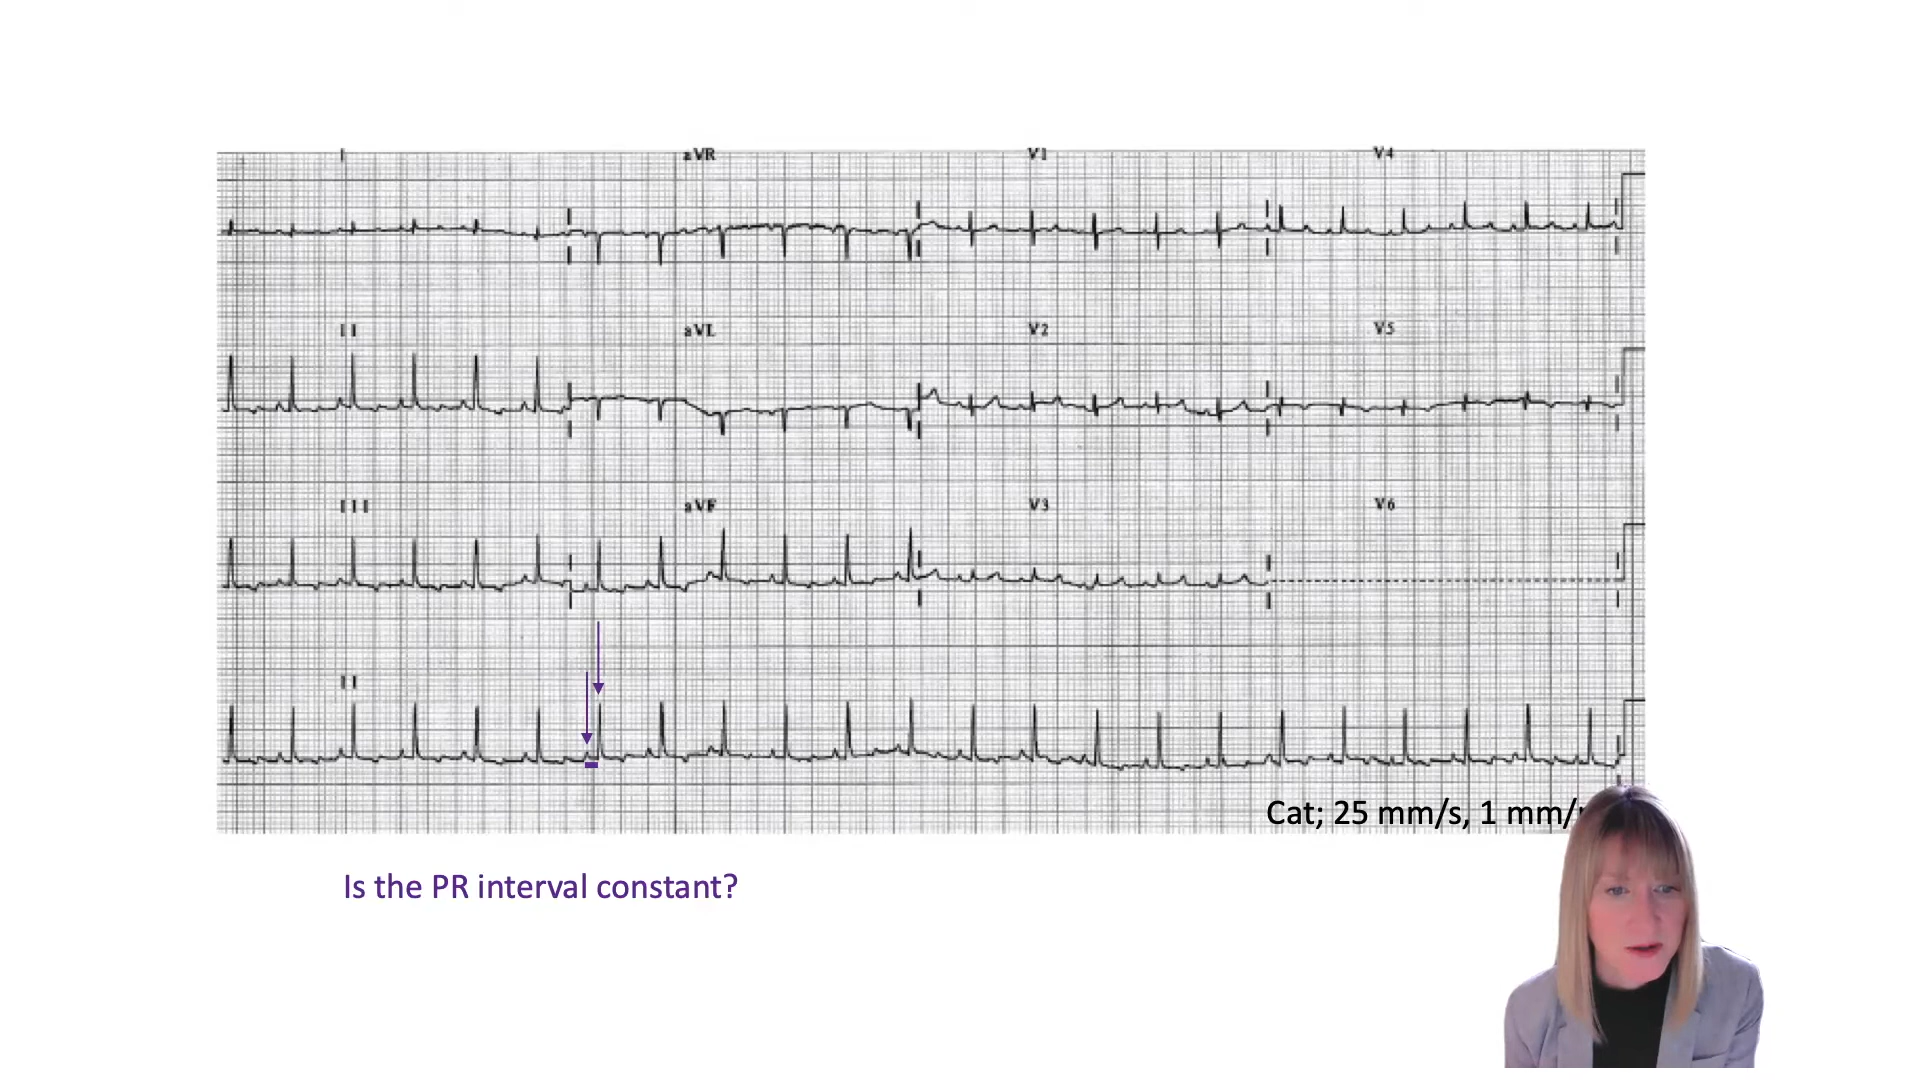 I aVR V1 V4
II aVL V2 V5
III aVF V3 V6
II
Cat; 25 mm/s, 1 mm/
Is the PR interval constant?